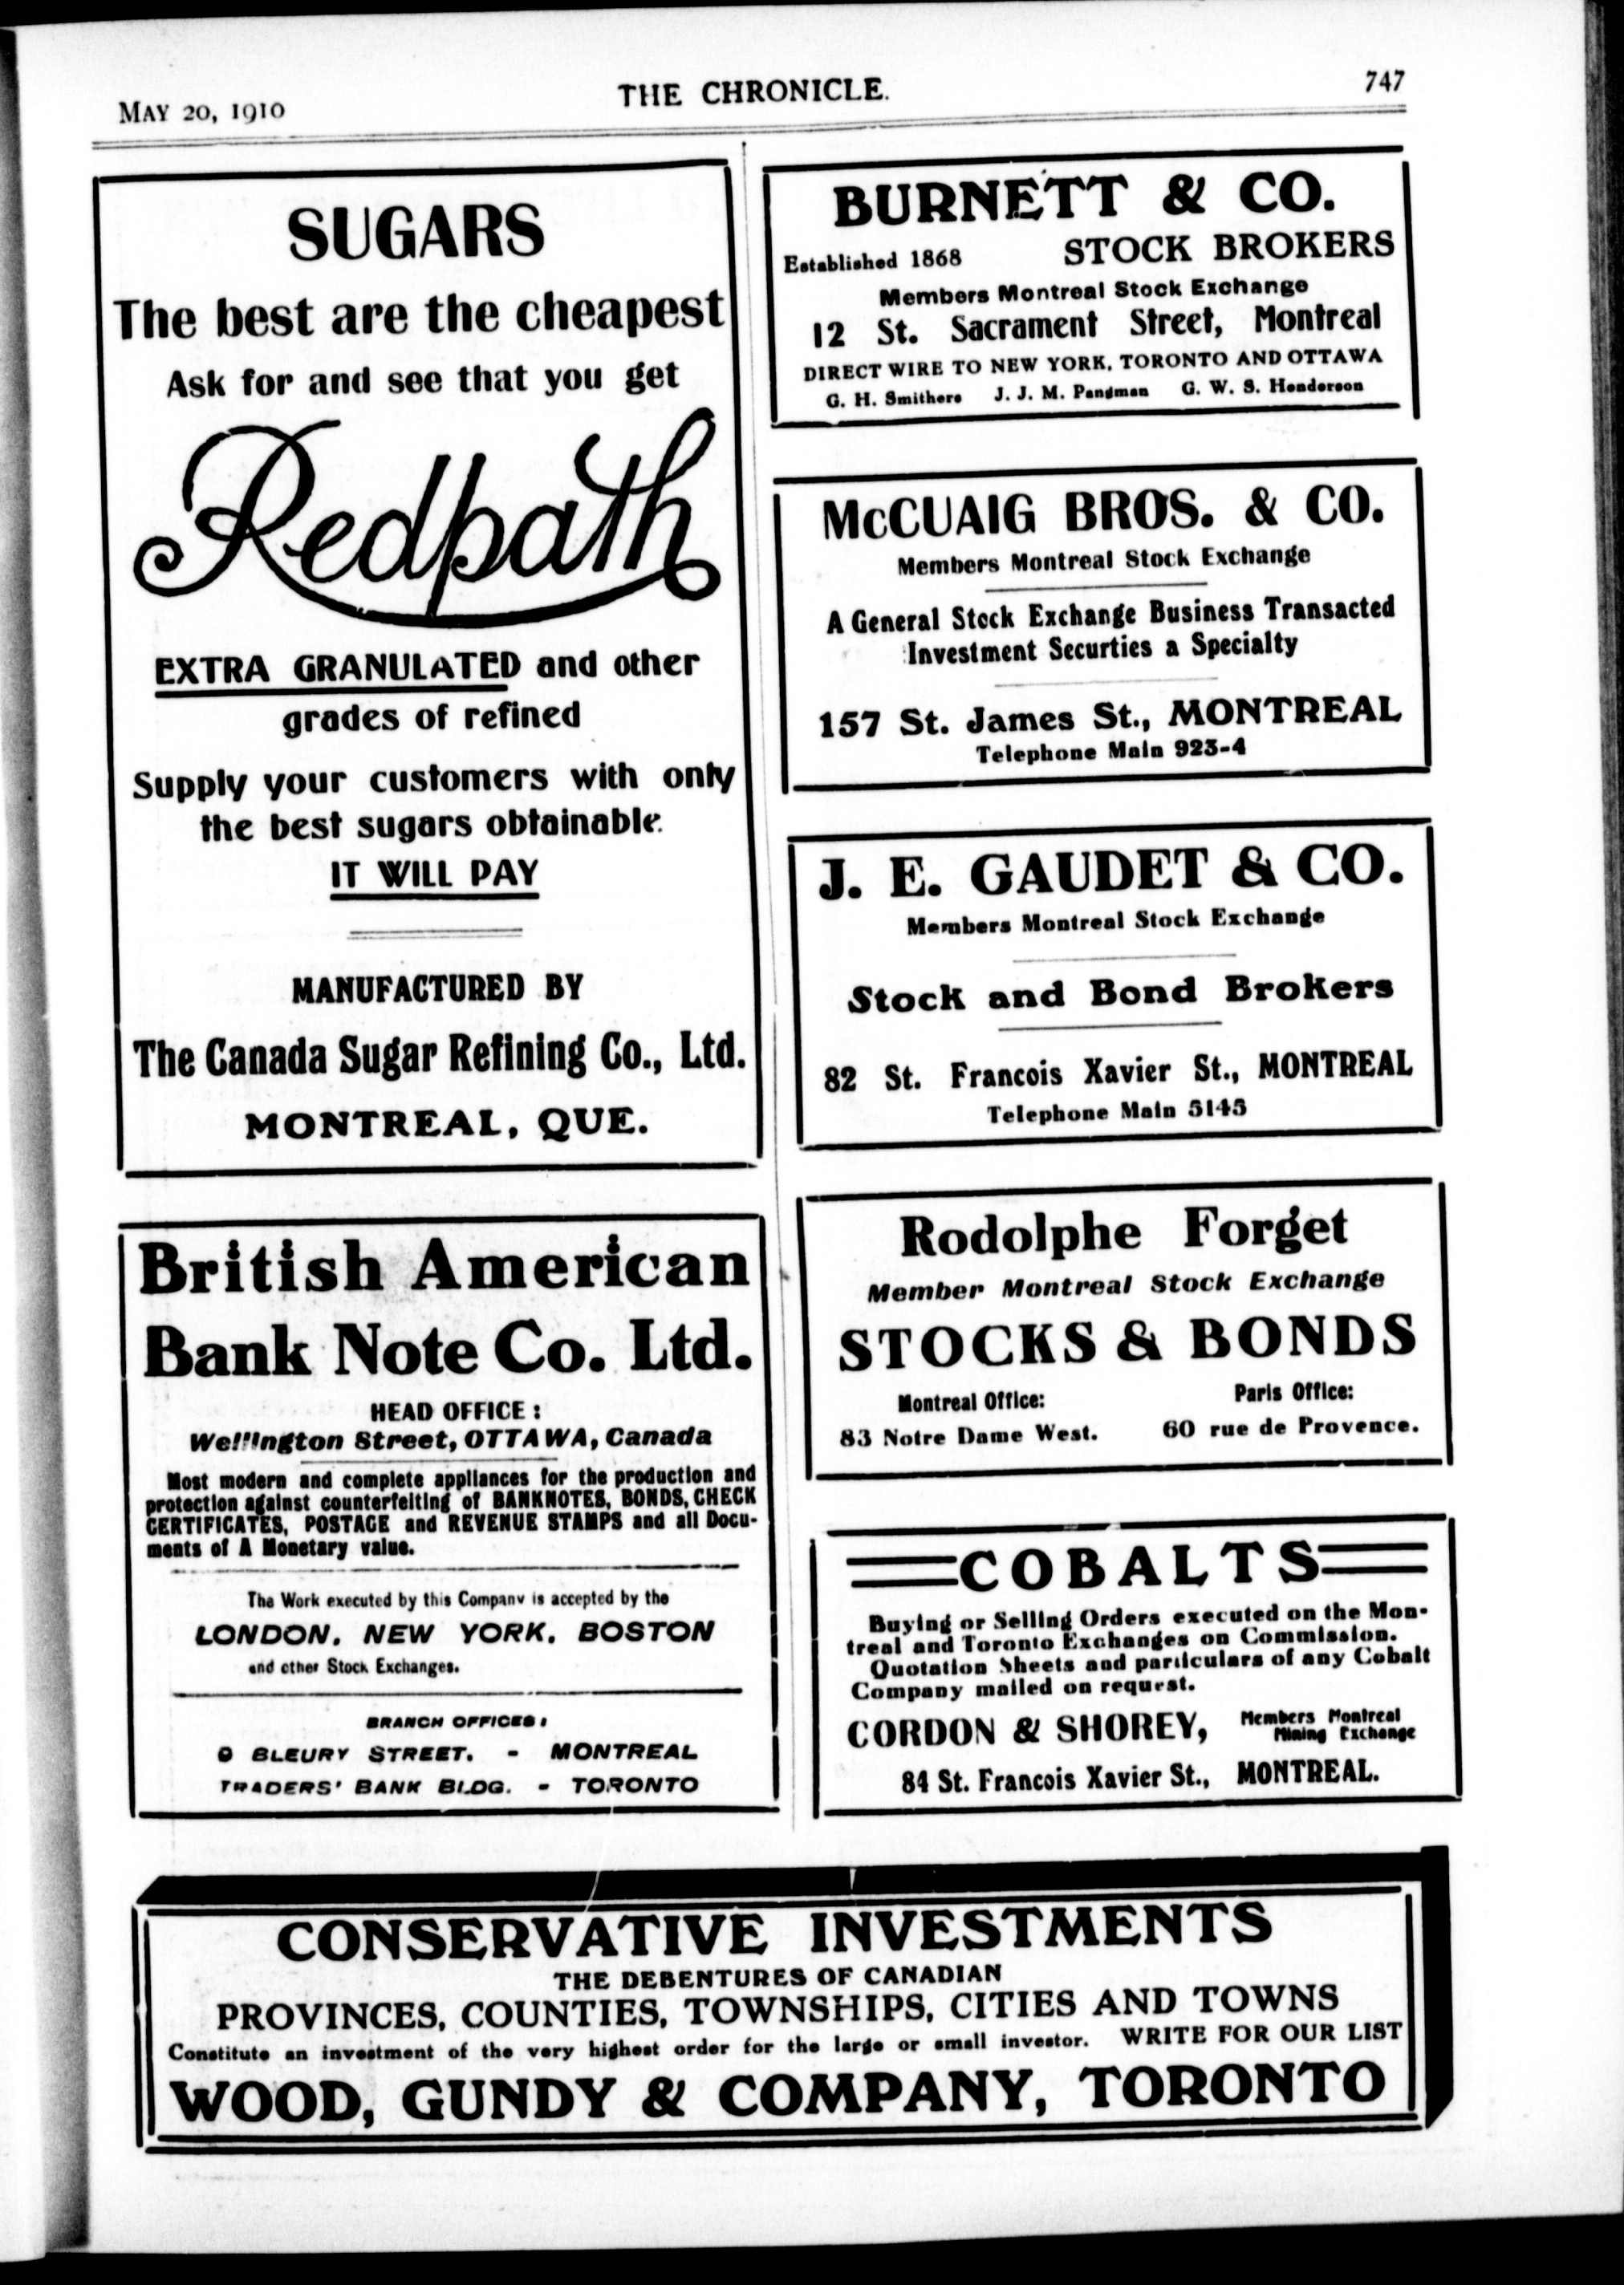 MAY 20, 1910
THE CHRONICLE.
747
SUGARS
The best are the cheapest
Ask for and see that you get
Redpath
EXTRA GRANULATED and other
grades of refined
Supply your customers with only
the best sugars obtainable.
IT WILL PAY
MANUFACTURED BY
The Canada Sugar Refining Co., Ltd.
MONTREAL, QUE.
British American
Bank Note Co. Ltd.
HEAD OFFICE :
Wellington Street, OTTAWA, Canada
Most modern and complete appliances for the production and
protection against counterfeiting of BANKNOTES, BONDS, CHECK
CERTIFICATES, POSTAGE and REVENUE STAMPS and all Docu-
ments of A Monetary value.
The Work executed by this Company is accepted by the
LONDON, NEW YORK, BOSTON
and other Stock Exchanges.
BRANCH OFFICES :
9 BLEURY STREET. - MONTREAL
TRADERS' BANK BLDG. - TORONTO
BURNETT & CO.
Established 1868 STOCK BROKERS
Members Montreal Stock Exchange
12 St. Sacrament Street, Montreal
DIRECT WIRE TO NEW YORK, TORONTO AND OTTAWA
G. H. Smithers J. J. M. Pangman G. W. S. Henderson
McCUAIG BROS. & CO.
Members Montreal Stock Exchange
A General Stock Exchange Business Transacted
Investment Securties a Specialty
157 St. James St., MONTREAL
Telephone Main 923-4
J. E. GAUDET & CO.
Members Montreal Stock Exchange
Stock and Bond Brokers
82 St. Francois Xavier St., MONTREAL
Telephone Main 5145
Rodolphe Forget
Member Montreal Stock Exchange
STOCKS & BONDS
Montreal Office: Paris Office:
83 Notre Dame West. 60 rue de Provence.
COBALTS
Buying or Selling Orders executed on the Mon-
treal and Toronto Exchanges on Commission.
Quotation Sheets and particulars of any Cobalt
Company mailed on request.
CORDON & SHOREY, Members Montreal
Mining Exchange
84 St. Francois Xavier St., MONTREAL.
CONSERVATIVE INVESTMENTS
THE DEBENTURES OF CANADIAN
PROVINCES, COUNTIES, TOWNSHIPS, CITIES AND TOWNS
Constitute an investment of the very highest order for the large or small investor. WRITE FOR OUR LIST
WOOD, GUNDY & COMPANY, TORONTO